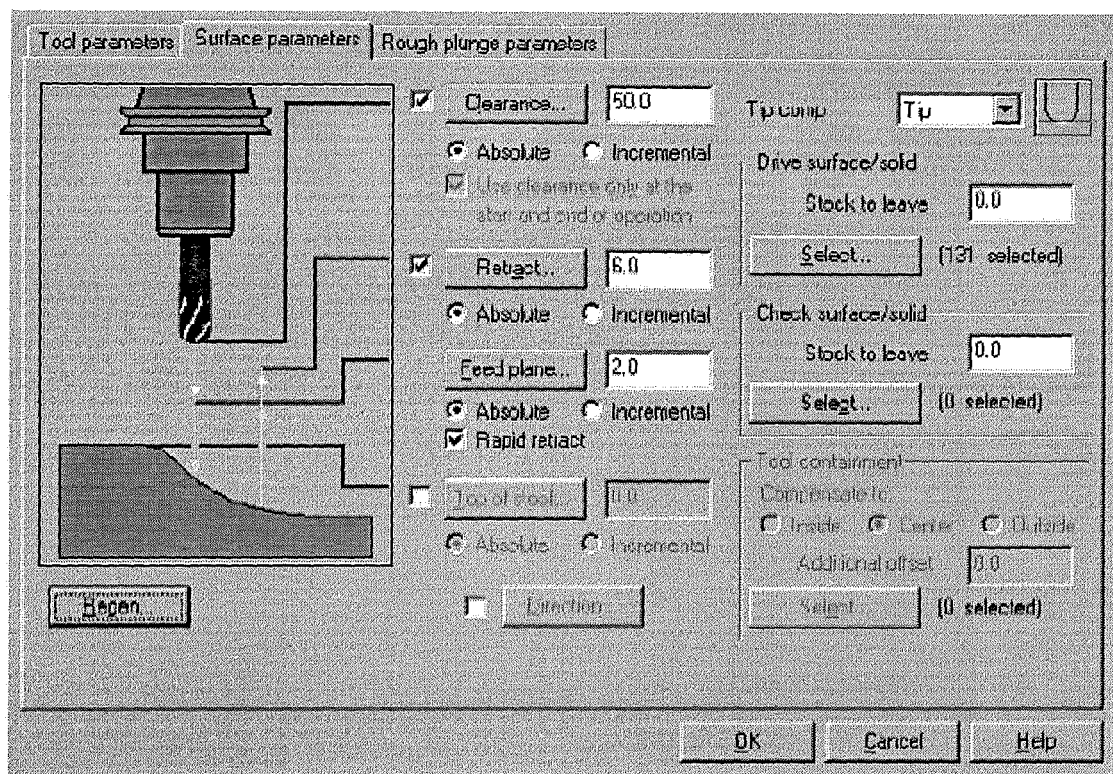 Tool parameters Surface parameters Rough plunge parameters
Clearance... 50.0
Absolute Incremental
Use clearance only at the
start and end of operation
Retract... 6.0
Absolute Incremental
Feed plane... 2.0
Absolute Incremental
Rapid retract
Top of stock... 0.0
Absolute Incremental
Direction...
Regen...
Tip comp Tip
Drive surface/solid
Stock to leave 0.0
Select... (131 selected)
Check surface/solid
Stock to leave 0.0
Select... (0 selected)
Tool containment
Compensate to:
Inside Center Outside
Additional offset 0.0
Select... (0 selected)
OK Cancel Help